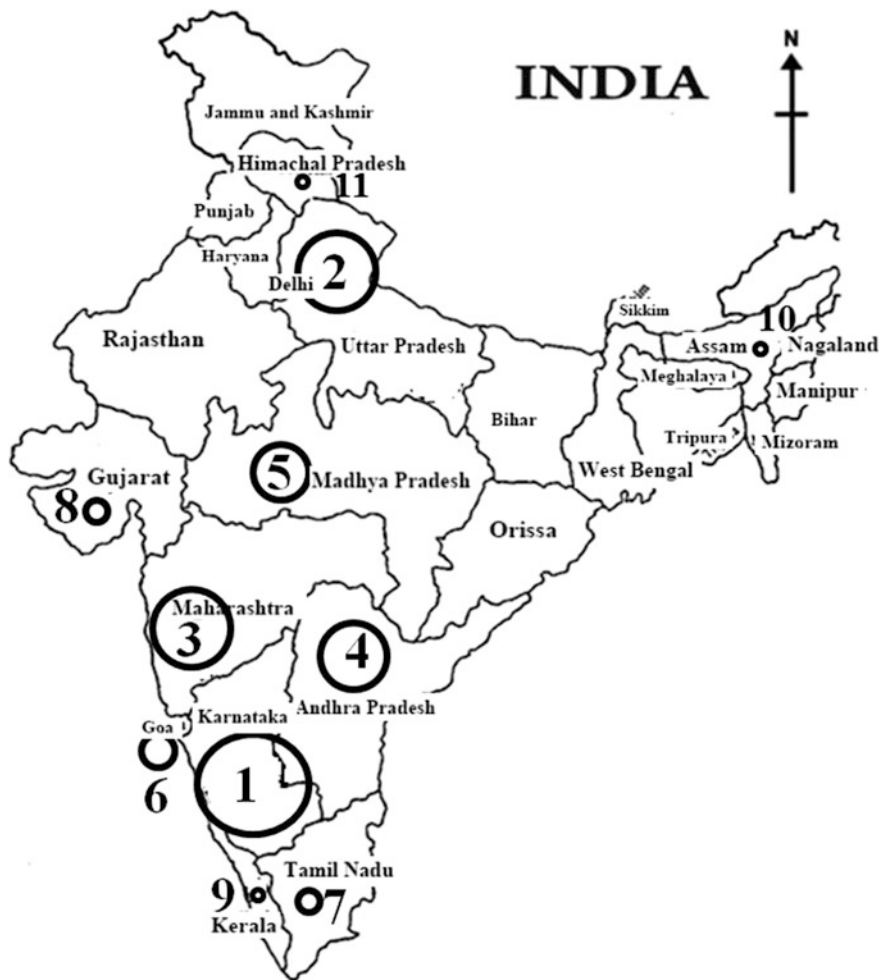 INDIA
N
Jammu and Kashmir
Himachal Pradesh
11
Punjab
Haryana
Delhi
2
Rajasthan
Uttar Pradesh
Sikkim
10
Assam
Nagaland
Meghalaya
Manipur
Bihar
Tripura
Mizoram
West Bengal
Gujarat
5
Madhya Pradesh
8
Orissa
Maharashtra
3
4
Karnataka
Andhra Pradesh
Goa
6
1
Tamil Nadu
9
7
Kerala